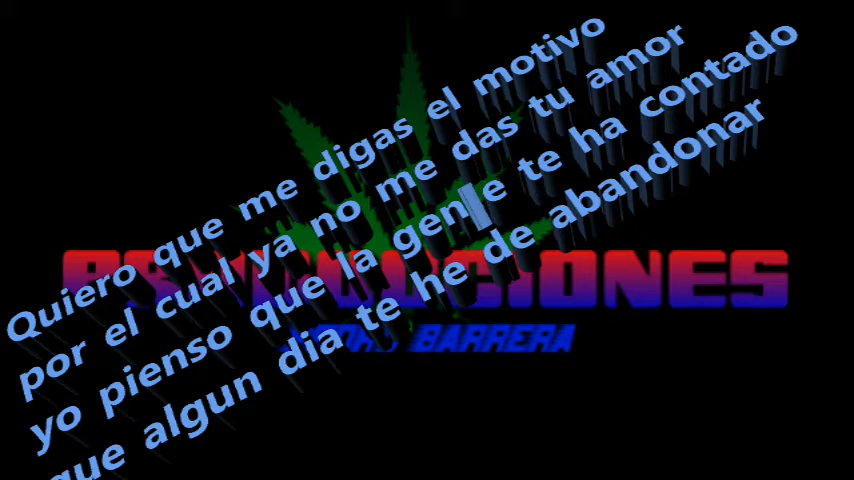 Quiero que me digas el motivo
por el cual ya no me das tu amor
yo pienso que la gente te ha contado
que algun dia te he de abandonar
BARRERA